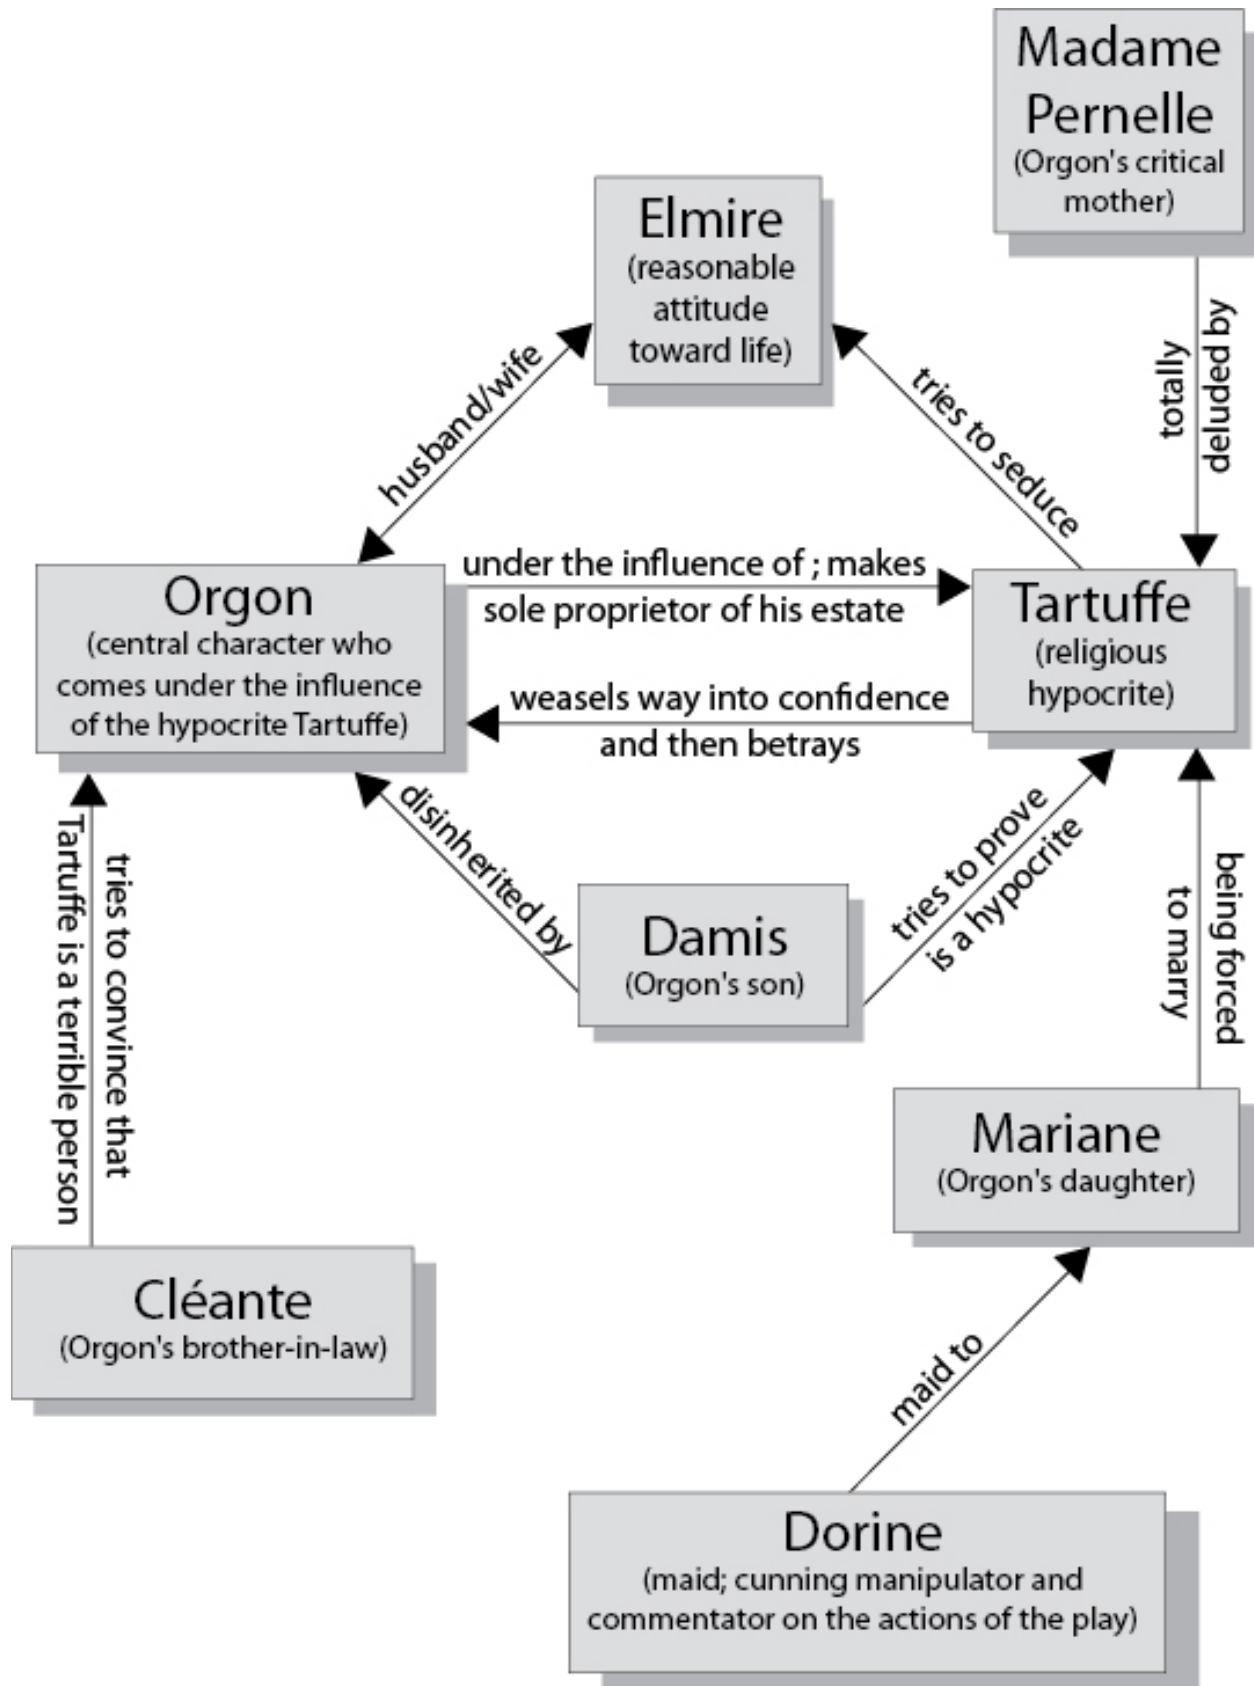 Madame
Pernelle
(Orgon's critical
mother)
Elmire
(reasonable
attitude
toward life)
husband/wife
tries to seduce
totally
deluded by
Orgon
(central character who
comes under the influence
of the hypocrite Tartuffe)
under the influence of ; makes
sole proprietor of his estate
weasels way into confidence
and then betrays
Tartuffe
(religious
hypocrite)
tries to convince that
Tartuffe is a terrible person
disinherited by
Damis
(Orgon's son)
tries to prove
is a hypocrite
being forced
to marry
Mariane
(Orgon's daughter)
Cléante
(Orgon's brother-in-law)
maid to
Dorine
(maid; cunning manipulator and
commentator on the actions of the play)